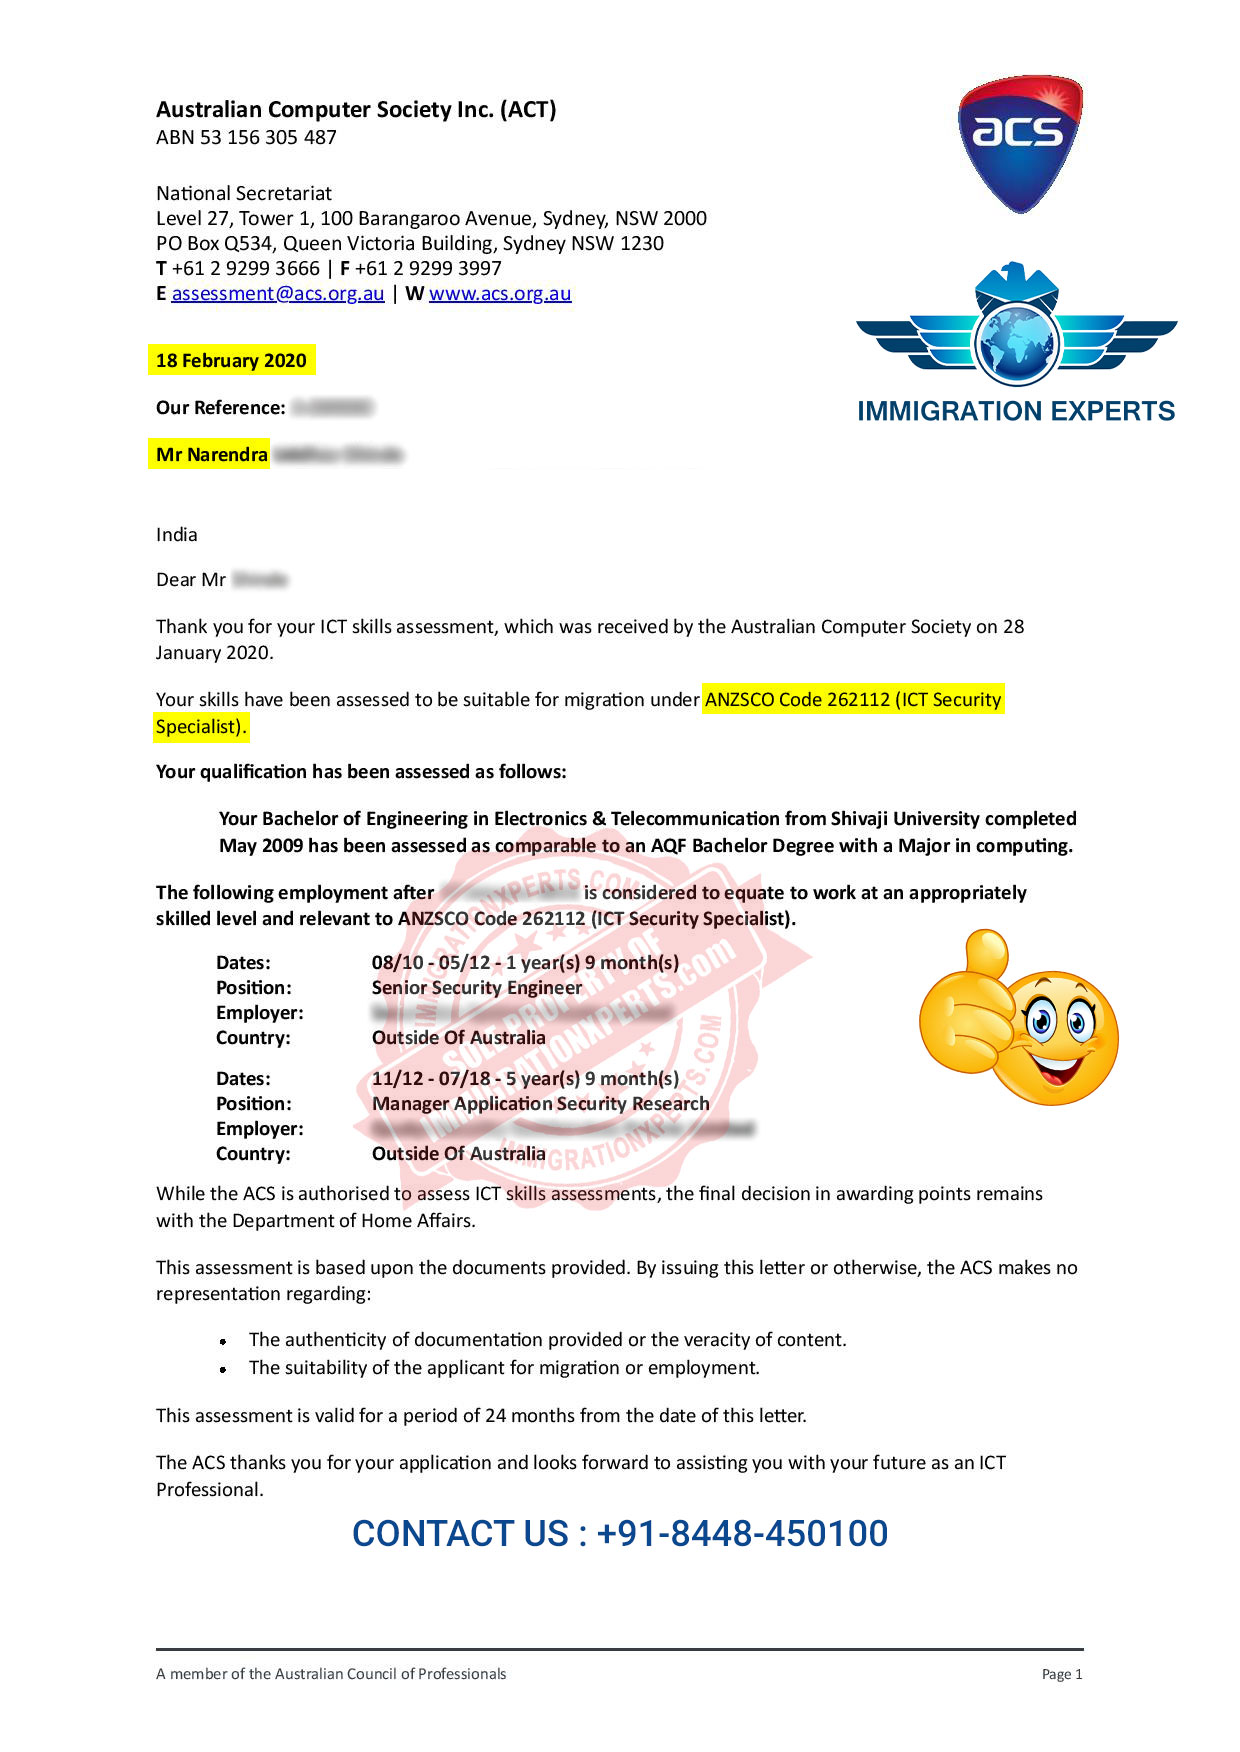 Australian Computer Society Inc. (ACT)
ABN 53 156 305 487
acs
National Secretariat
Level 27, Tower 1, 100 Barangaroo Avenue, Sydney, NSW 2000
PO Box Q534, Queen Victoria Building, Sydney NSW 1230
T +61 2 9299 3666 | F +61 2 9299 3997
E assessment@acs.org.au | W www.acs.org.au
IMMIGRATION EXPERTS
18 February 2020
Our Reference:
Mr Narendra
India
Dear Mr
Thank you for your ICT skills assessment, which was received by the Australian Computer Society on 28
January 2020.
Your skills have been assessed to be suitable for migration under ANZSCO Code 262112 (ICT Security
Specialist).
Your qualification has been assessed as follows:
Your Bachelor of Engineering in Electronics & Telecommunication from Shivaji University completed
May 2009 has been assessed as comparable to an AQF Bachelor Degree with a Major in computing.
The following employment after is considered to equate to work at an appropriately
skilled level and relevant to ANZSCO Code 262112 (ICT Security Specialist).
Dates: 08/10 - 05/12 - 1 year(s) 9 month(s)
Position: Senior Security Engineer
Employer:
Country: Outside Of Australia
Dates: 11/12 - 07/18 - 5 year(s) 9 month(s)
Position: Manager Application Security Research
Employer:
Country: Outside Of Australia
IMMIGRATIONXPERTS.COM
SOLE PROPERTY OF
IMMIGRATIONXPERTS.com
IMMIGRATIONXPERTS.COM
While the ACS is authorised to assess ICT skills assessments, the final decision in awarding points remains
with the Department of Home Affairs.
This assessment is based upon the documents provided. By issuing this letter or otherwise, the ACS makes no
representation regarding:
• The authenticity of documentation provided or the veracity of content.
• The suitability of the applicant for migration or employment.
This assessment is valid for a period of 24 months from the date of this letter.
The ACS thanks you for your application and looks forward to assisting you with your future as an ICT
Professional.
CONTACT US : +91-8448-450100
A member of the Australian Council of Professionals
Page 1